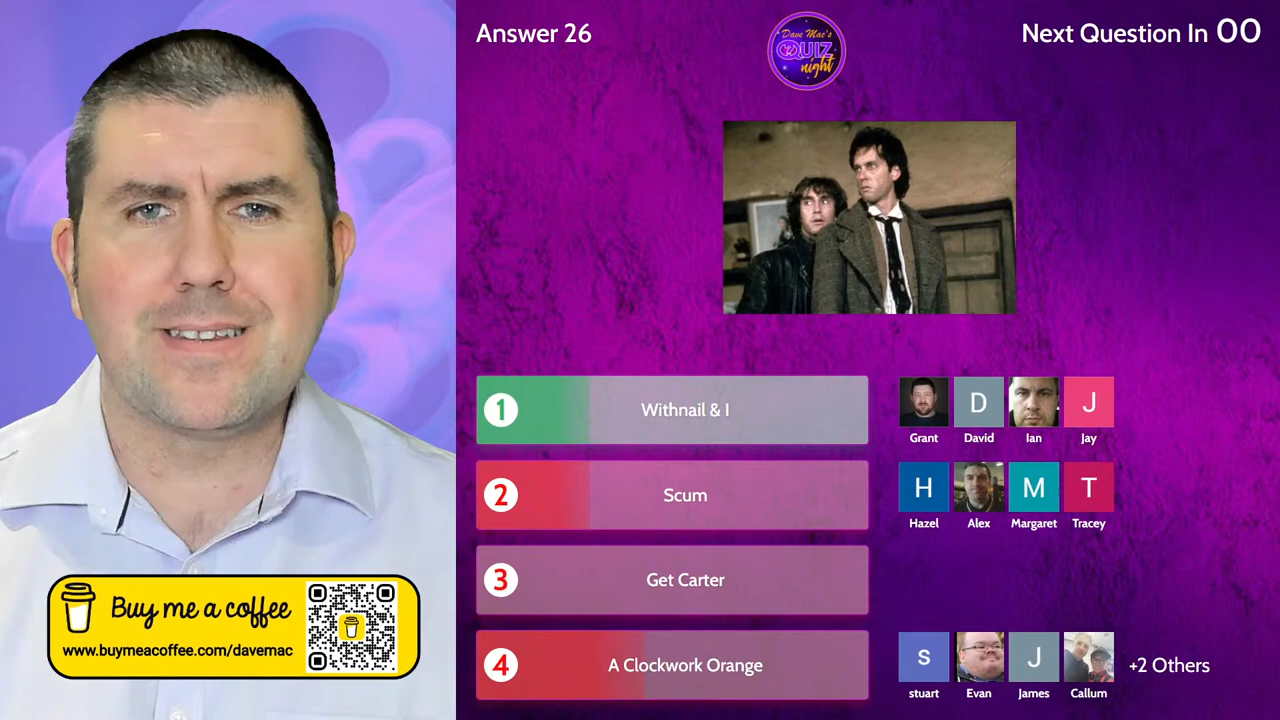 Answer 26
Dave Mac's
QUIZ
night
Next Question In 00
1 Withnail & I
Grant David Ian Jay
D J
2 Scum
H M T
Hazel Alex Margaret Tracey
3 Get Carter
4 A Clockwork Orange
s J
+2 Others
stuart Evan James Callum
Buy me a coffee
www.buymeacoffee.com/davemac